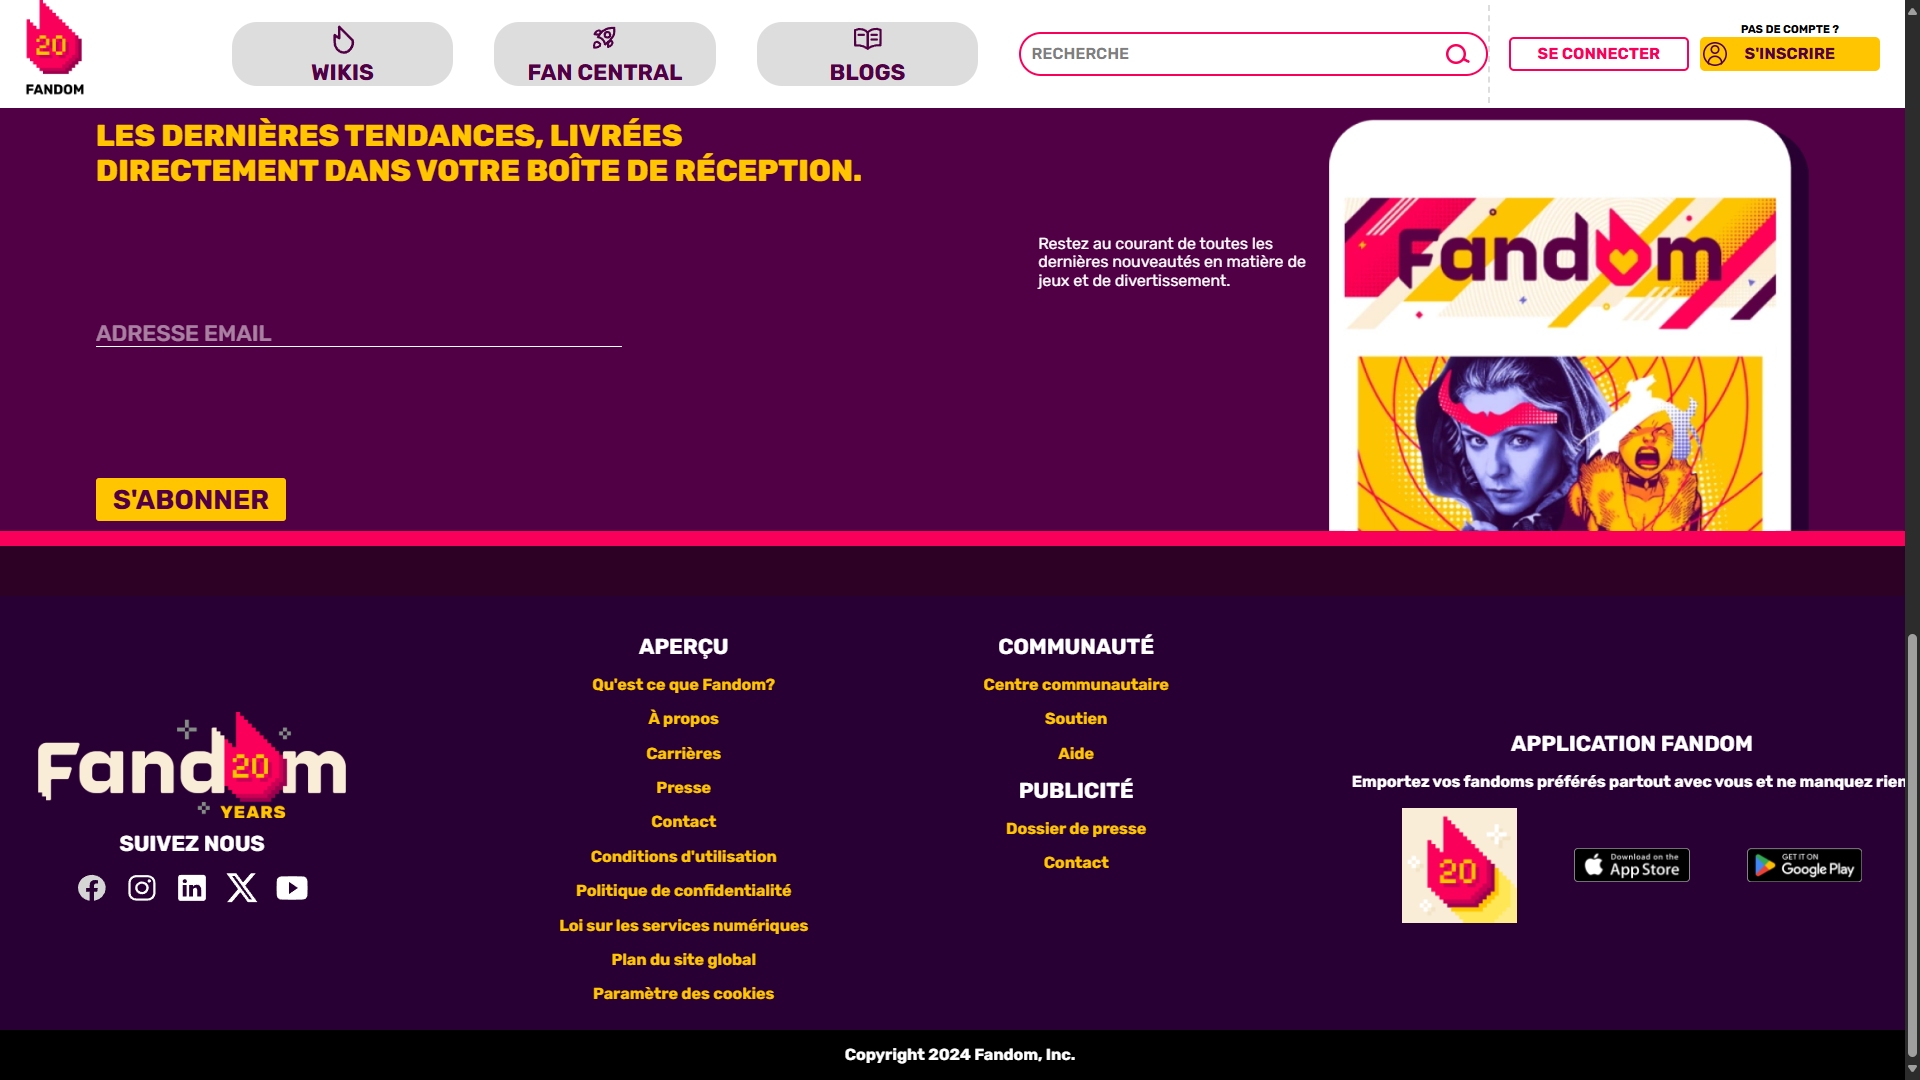 20
FANDOM
WIKIS
FAN CENTRAL
BLOGS
RECHERCHE
SE CONNECTER
PAS DE COMPTE ?
S'INSCRIRE
LES DERNIÈRES TENDANCES, LIVRÉES
DIRECTEMENT DANS VOTRE BOÎTE DE RÉCEPTION.
Restez au courant de toutes les
dernières nouveautés en matière de
jeux et de divertissement.
Fandom
ADRESSE EMAIL
S'ABONNER
Fandom
20
YEARS
SUIVEZ NOUS
APERÇU
Qu'est ce que Fandom?
À propos
Carrières
Presse
Contact
Conditions d'utilisation
Politique de confidentialité
Loi sur les services numériques
Plan du site global
Paramètre des cookies
COMMUNAUTÉ
Centre communautaire
Soutien
Aide
PUBLICITÉ
Dossier de presse
Contact
APPLICATION FANDOM
Emportez vos fandoms préférés partout avec vous et ne manquez rien
20
Download on the
App Store
GET IT ON
Google Play
Copyright 2024 Fandom, Inc.